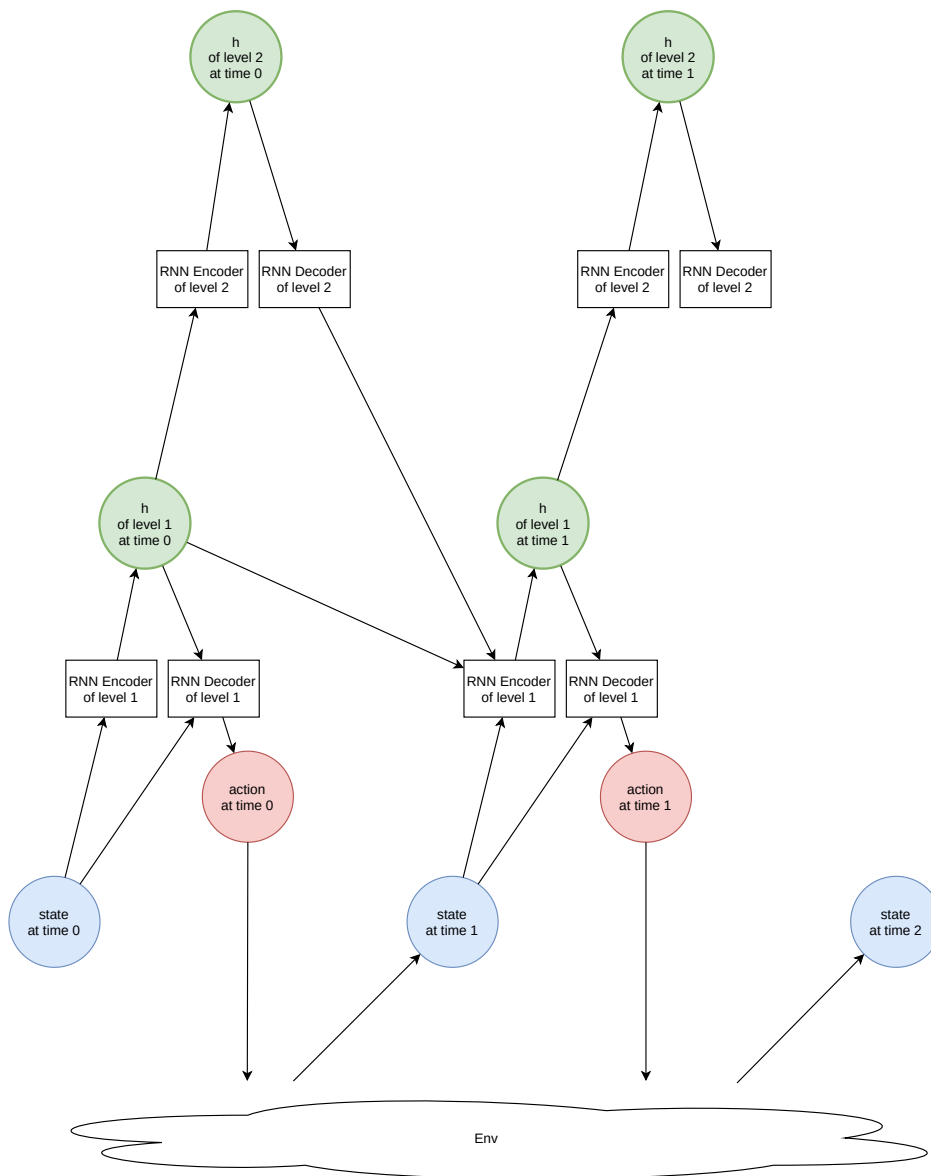 h
of level 2
at time 0
h
of level 2
at time 1
RNN Encoder
of level 2
RNN Decoder
of level 2
RNN Encoder
of level 2
RNN Decoder
of level 2
h
of level 1
at time 0
h
of level 1
at time 1
RNN Encoder
of level 1
RNN Decoder
of level 1
RNN Encoder
of level 1
RNN Decoder
of level 1
action
at time 0
action
at time 1
state
at time 0
state
at time 1
state
at time 2
Env